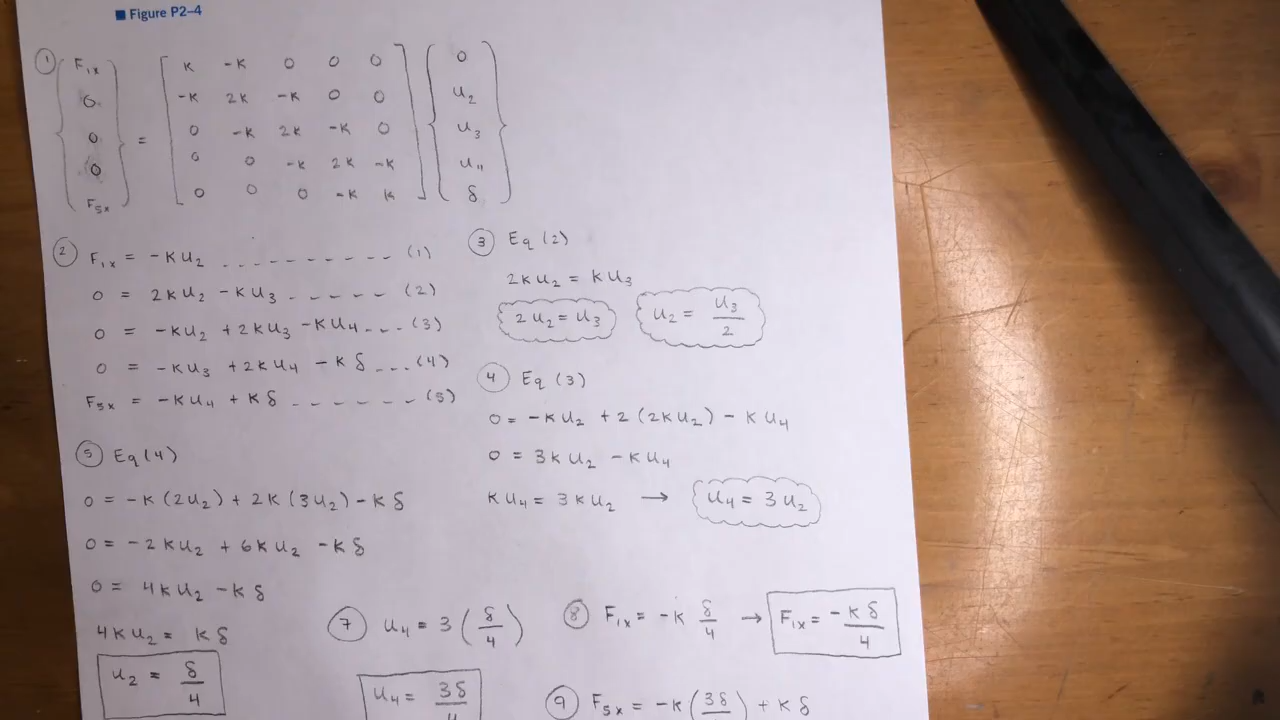 Figure P2-4
① { F1x 0 0 0 F5x } = [ K -K 0 0 0 ] { 0
-K 2K -K 0 0 U2
0 -K 2K -K 0 U3
0 0 -K 2K -K U4
0 0 0 -K K ] δ }
② F1x = -KU2 --------- (1)
0 = 2KU2 -KU3 ----- (2)
0 = -KU2 +2KU3 -KU4 --- (3)
0 = -KU3 +2KU4 -Kδ --- (4)
F5x = -KU4 + Kδ ------ (5)
③ Eq (2)
2KU2 = KU3
2U2 = U3
U2 = U3/2
④ Eq (3)
0 = -KU2 + 2(2KU2) - KU4
0 = 3KU2 -KU4
KU4 = 3KU2 → U4 = 3U2
⑤ Eq (4)
0 = -K(2U2) + 2K(3U2) -Kδ
0 = -2KU2 + 6KU2 -Kδ
0 = 4KU2 -Kδ
4KU2 = Kδ
U2 = δ/4
⑦ U4 = 3(δ/4)
U4 = 3δ/4
⑧ F1x = -K δ/4 → F1x = -Kδ/4
⑨ F5x = -K(3δ/ ) + Kδ